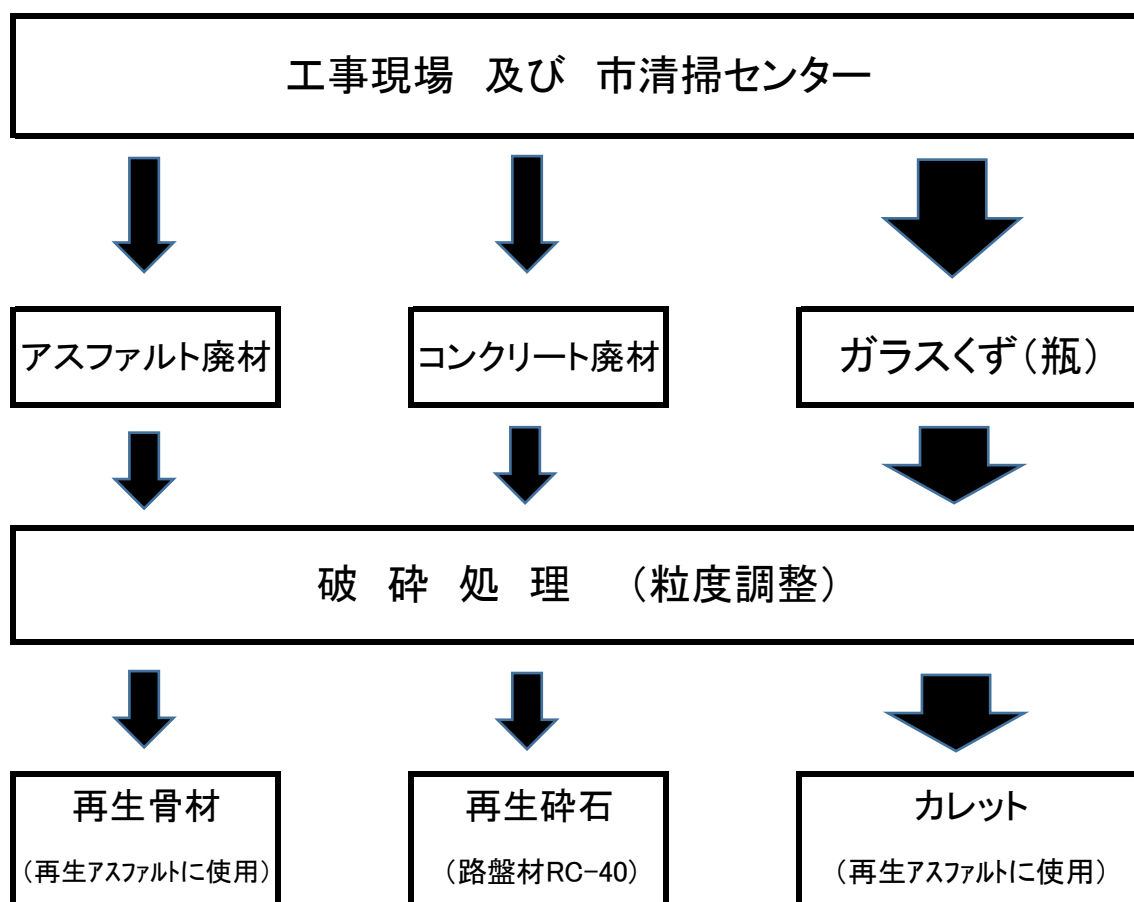 工事現場 及び 市清掃センター
アスファルト廃材
コンクリート廃材
ガラスくず(瓶)
破 砕 処 理 (粒度調整)
再生骨材
(再生アスファルトに使用)
再生砕石
(路盤材RC-40)
カレット
(再生アスファルトに使用)